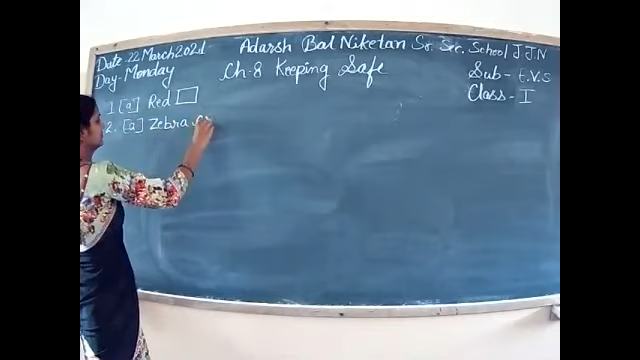 Date-22 March 2021
Adarsh Bal Niketan Sr. Sec. School JJN
Day-Monday
Ch-8 Keeping Safe
Sub-E.V.S
Class-I
1 [a] Red
2. [a] Zebra